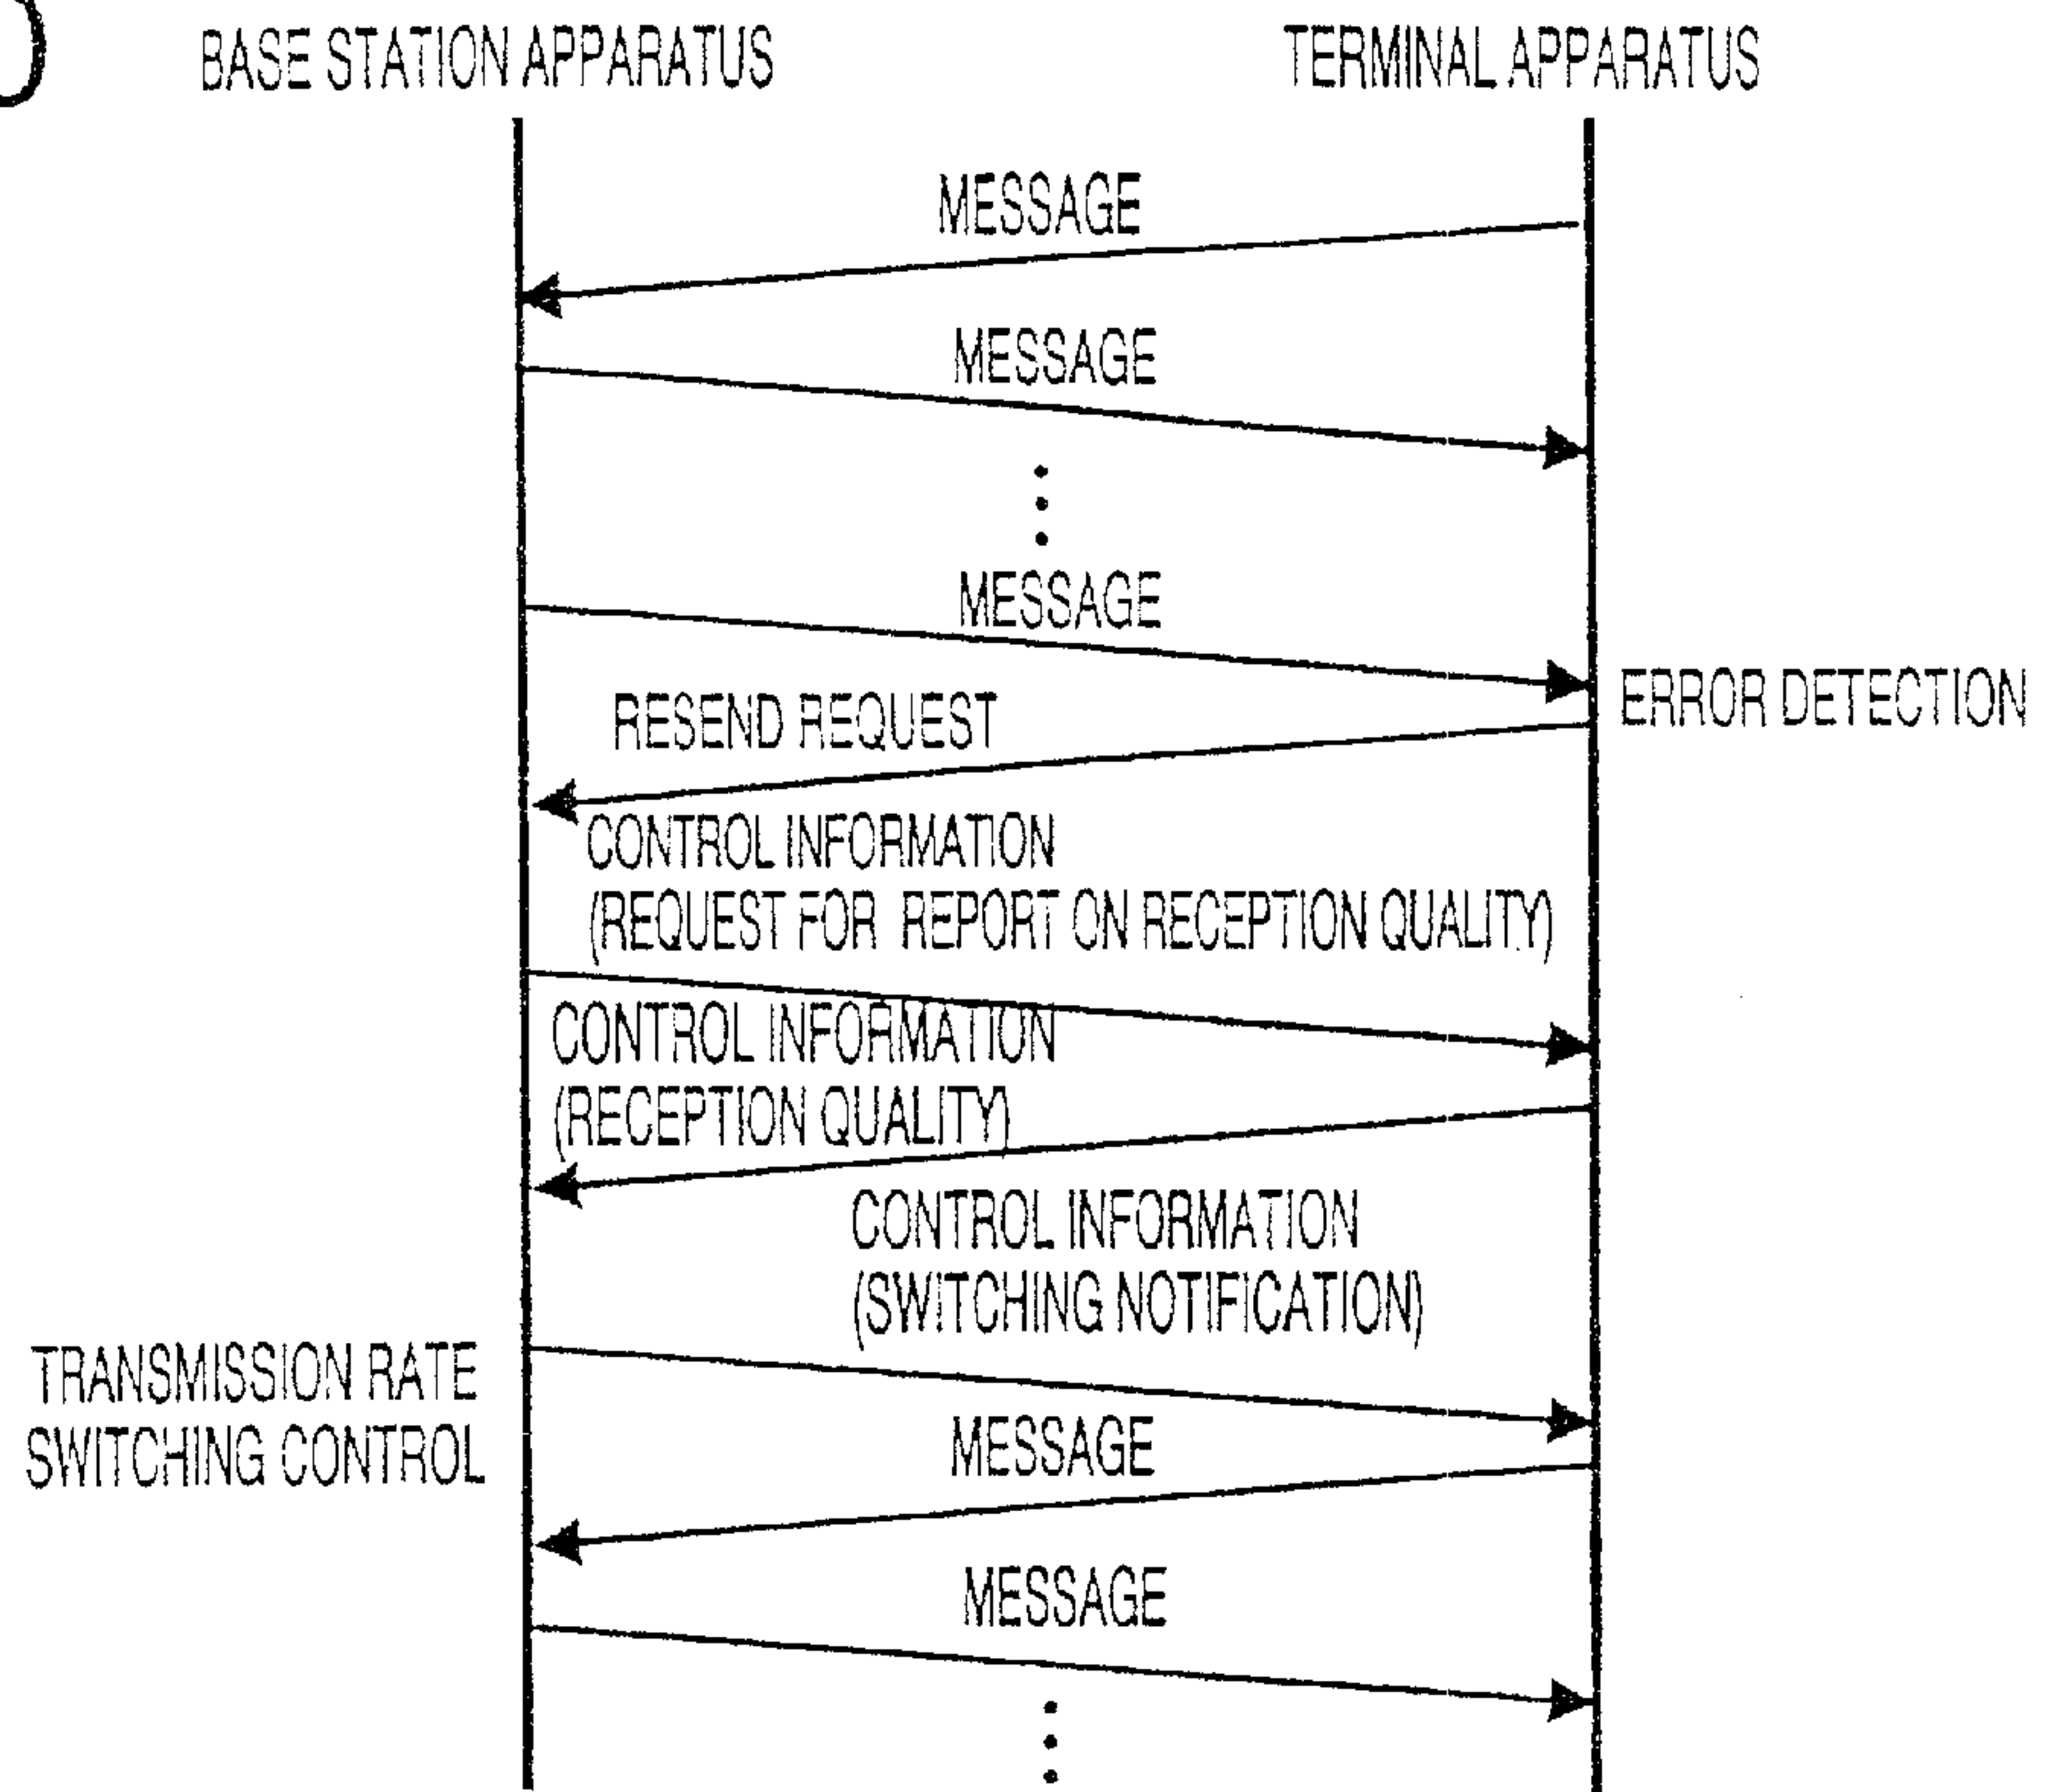 BASE STATION APPARATUS
TERMINAL APPARATUS
MESSAGE
MESSAGE
MESSAGE
ERROR DETECTION
RESEND REQUEST
CONTROL INFORMATION
(REQUEST FOR REPORT ON RECEPTION QUALITY)
CONTROL INFORMATION
(RECEPTION QUALITY)
CONTROL INFORMATION
(SWITCHING NOTIFICATION)
TRANSMISSION RATE
SWITCHING CONTROL
MESSAGE
MESSAGE